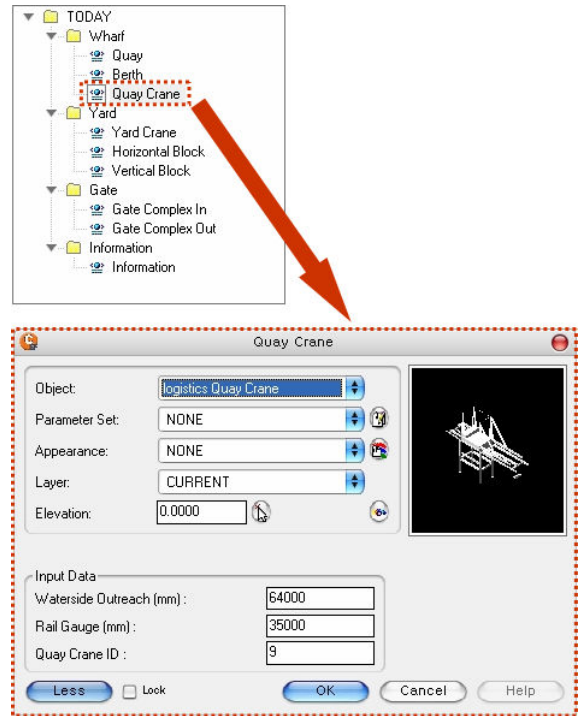 TODAY
Wharf
Quay
Berth
Quay Crane
Yard
Yard Crane
Horizontal Block
Vertical Block
Gate
Gate Complex In
Gate Complex Out
Information
Information
Quay Crane
Object: logistics Quay Crane
Parameter Set: NONE
Appearance: NONE
Layer: CURRENT
Elevation: 0.0000
Input Data
Waterside Outreach (mm) : 64000
Rail Gauge (mm) : 35000
Quay Crane ID : 9
Less Lock OK Cancel Help